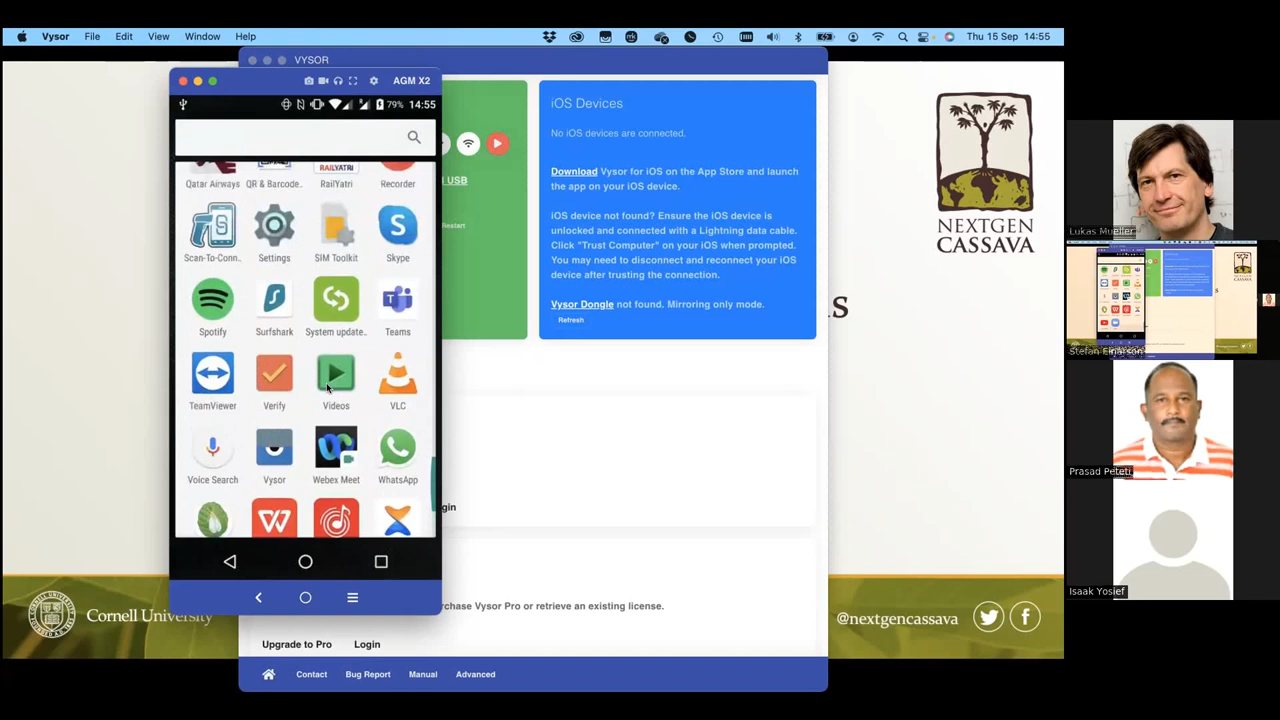 Vysor File Edit View Window Help Thu 15 Sep 14:55
VYSOR
AGM X2
79% 14:55
RAILYATRI
Qatar Airways QR & Barcode.. RailYatri Recorder
Scan-To-Conn.. Settings SIM Toolkit Skype
Spotify Surfshark System update.. Teams
TeamViewer Verify Videos VLC
Voice Search Vysor Webex Meet WhatsApp
USB
Restart
iOS Devices
No iOS devices are connected.
Download Vysor for iOS on the App Store and launch
the app on your iOS device.
iOS device not found? Ensure the iOS device is
unlocked and connected with a Lightning data cable.
Click "Trust Computer" on your iOS when prompted.
You may need to disconnect and reconnect your iOS
device after trusting the connection.
Vysor Dongle not found. Mirroring only mode.
Refresh
gin
rchase Vysor Pro or retrieve an existing license.
Upgrade to Pro Login
Contact Bug Report Manual Advanced
NEXTGEN
CASSAVA
s
Cornell University
@nextgencassava
Lukas Mueller
Stefan Einarson
Prasad Peteti
Isaak Yosief